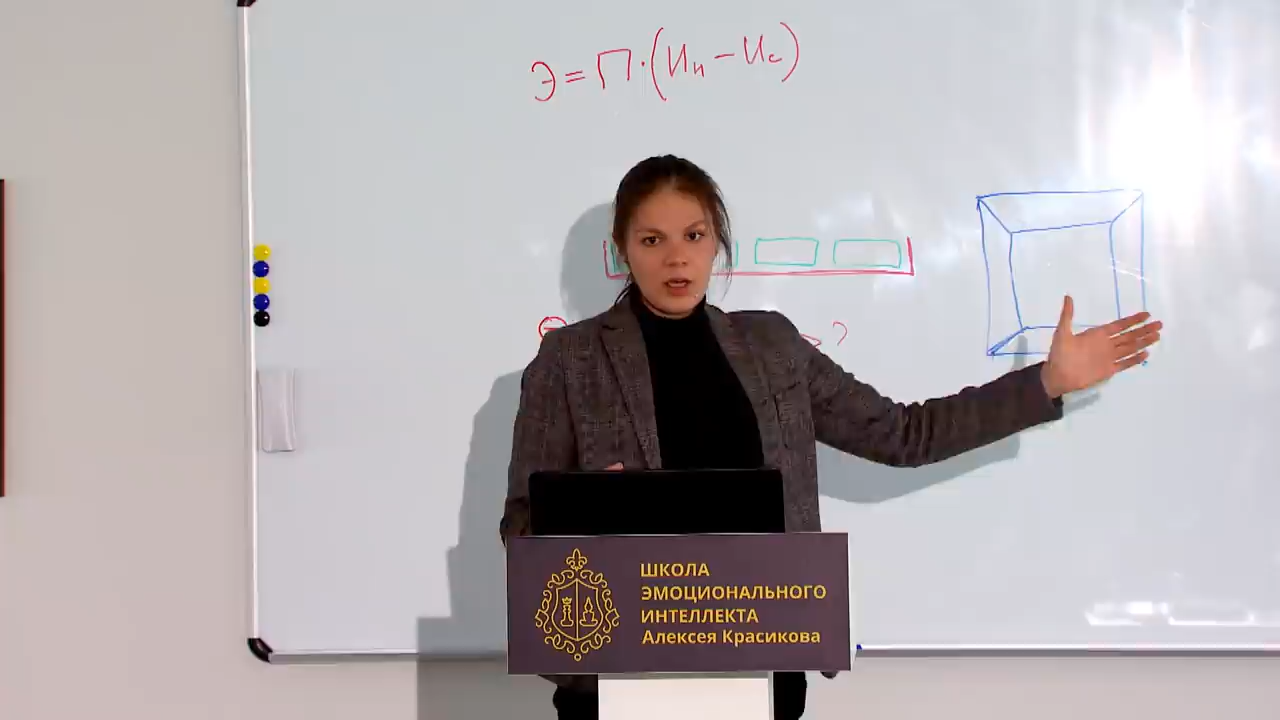 Э = П · (Ин − Ис)
?
ШКОЛА
ЭМОЦИОНАЛЬНОГО
ИНТЕЛЛЕКТА
Алексея Красикова